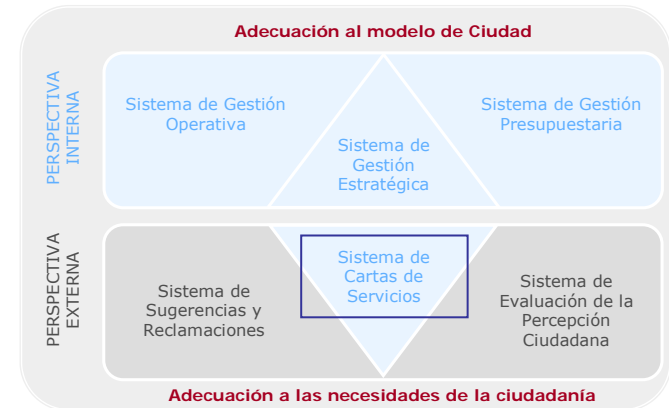 Adecuación al modelo de Ciudad
PERSPECTIVA
INTERNA
Sistema de Gestión
Operativa
Sistema de
Gestión
Estratégica
Sistema de Gestión
Presupuestaria
PERSPECTIVA
EXTERNA
Sistema de
Sugerencias y
Reclamaciones
Sistema de
Cartas de
Servicios
Sistema de
Evaluación de la
Percepción
Ciudadana
Adecuación a las necesidades de la ciudadanía